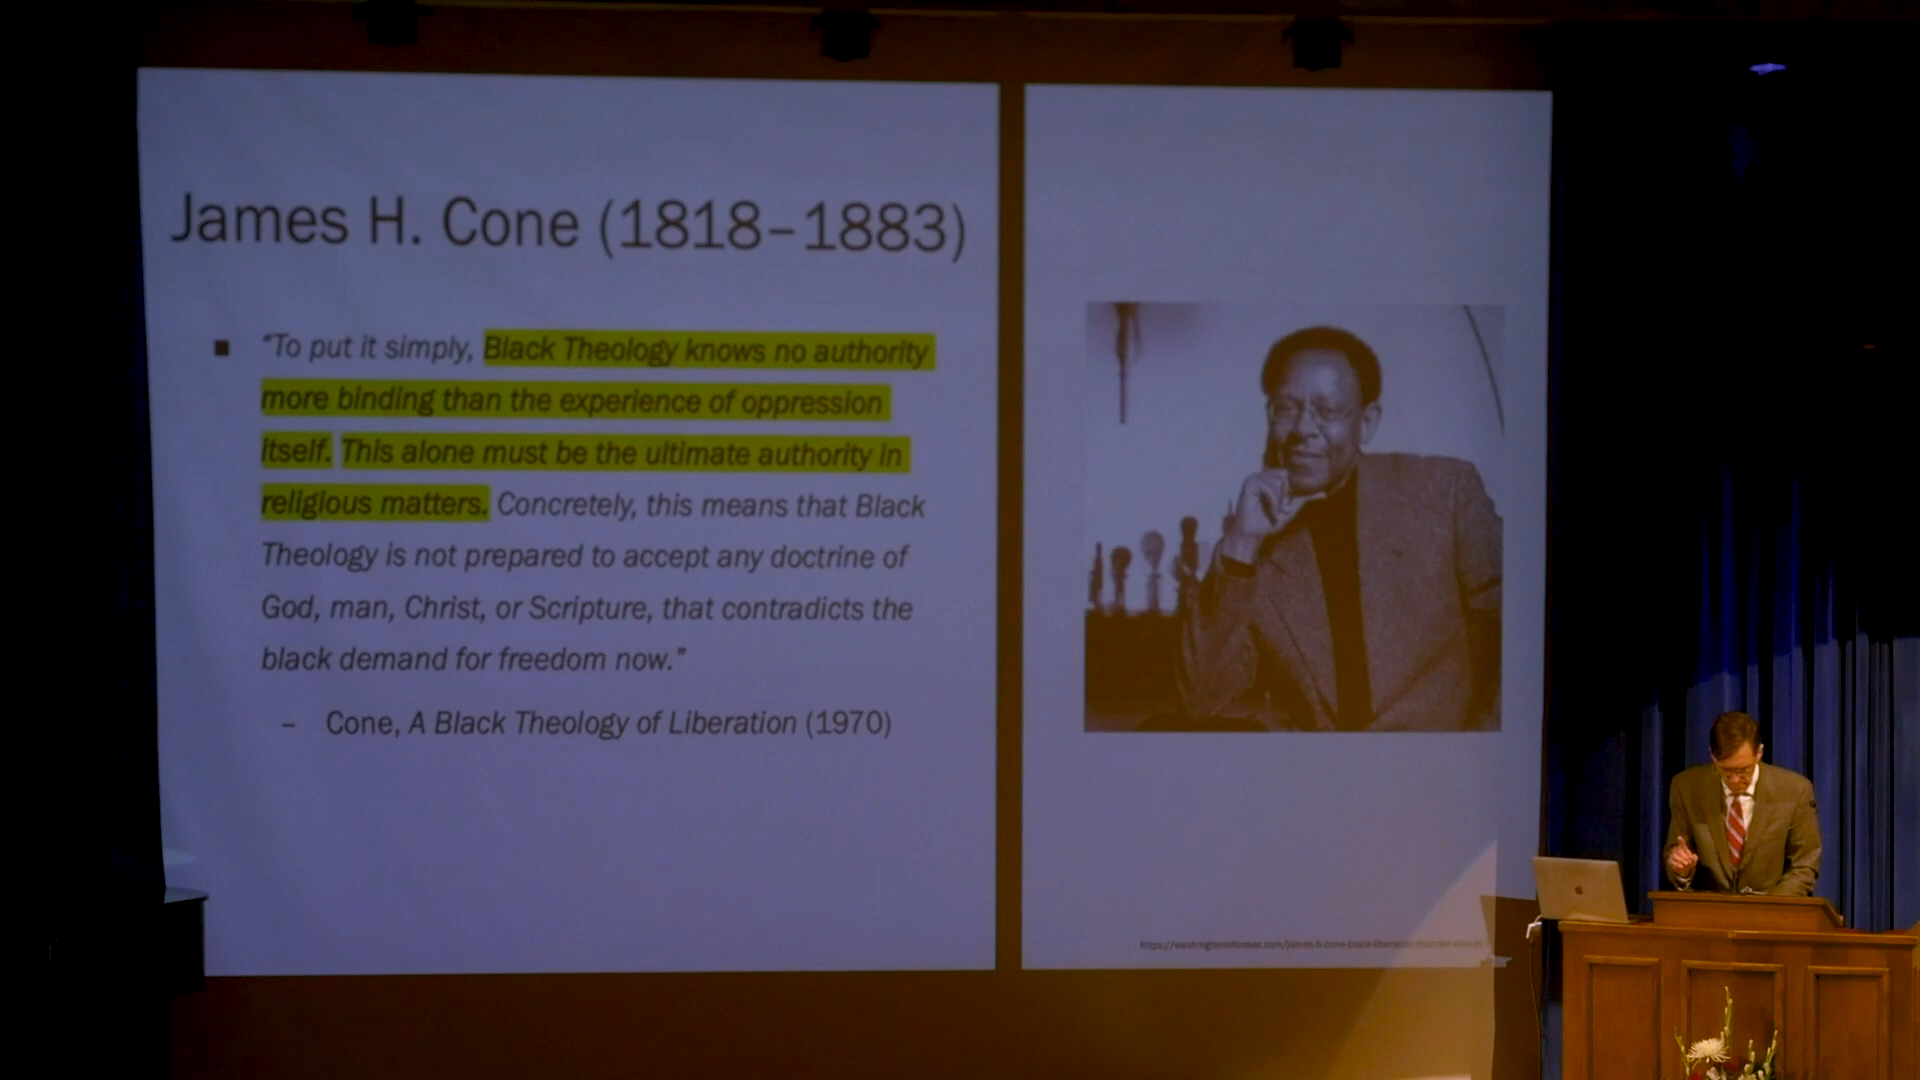 James H. Cone (1818–1883)
■ “To put it simply, Black Theology knows no authority
more binding than the experience of oppression
itself. This alone must be the ultimate authority in
religious matters. Concretely, this means that Black
Theology is not prepared to accept any doctrine of
God, man, Christ, or Scripture, that contradicts the
black demand for freedom now.”
– Cone, A Black Theology of Liberation (1970)